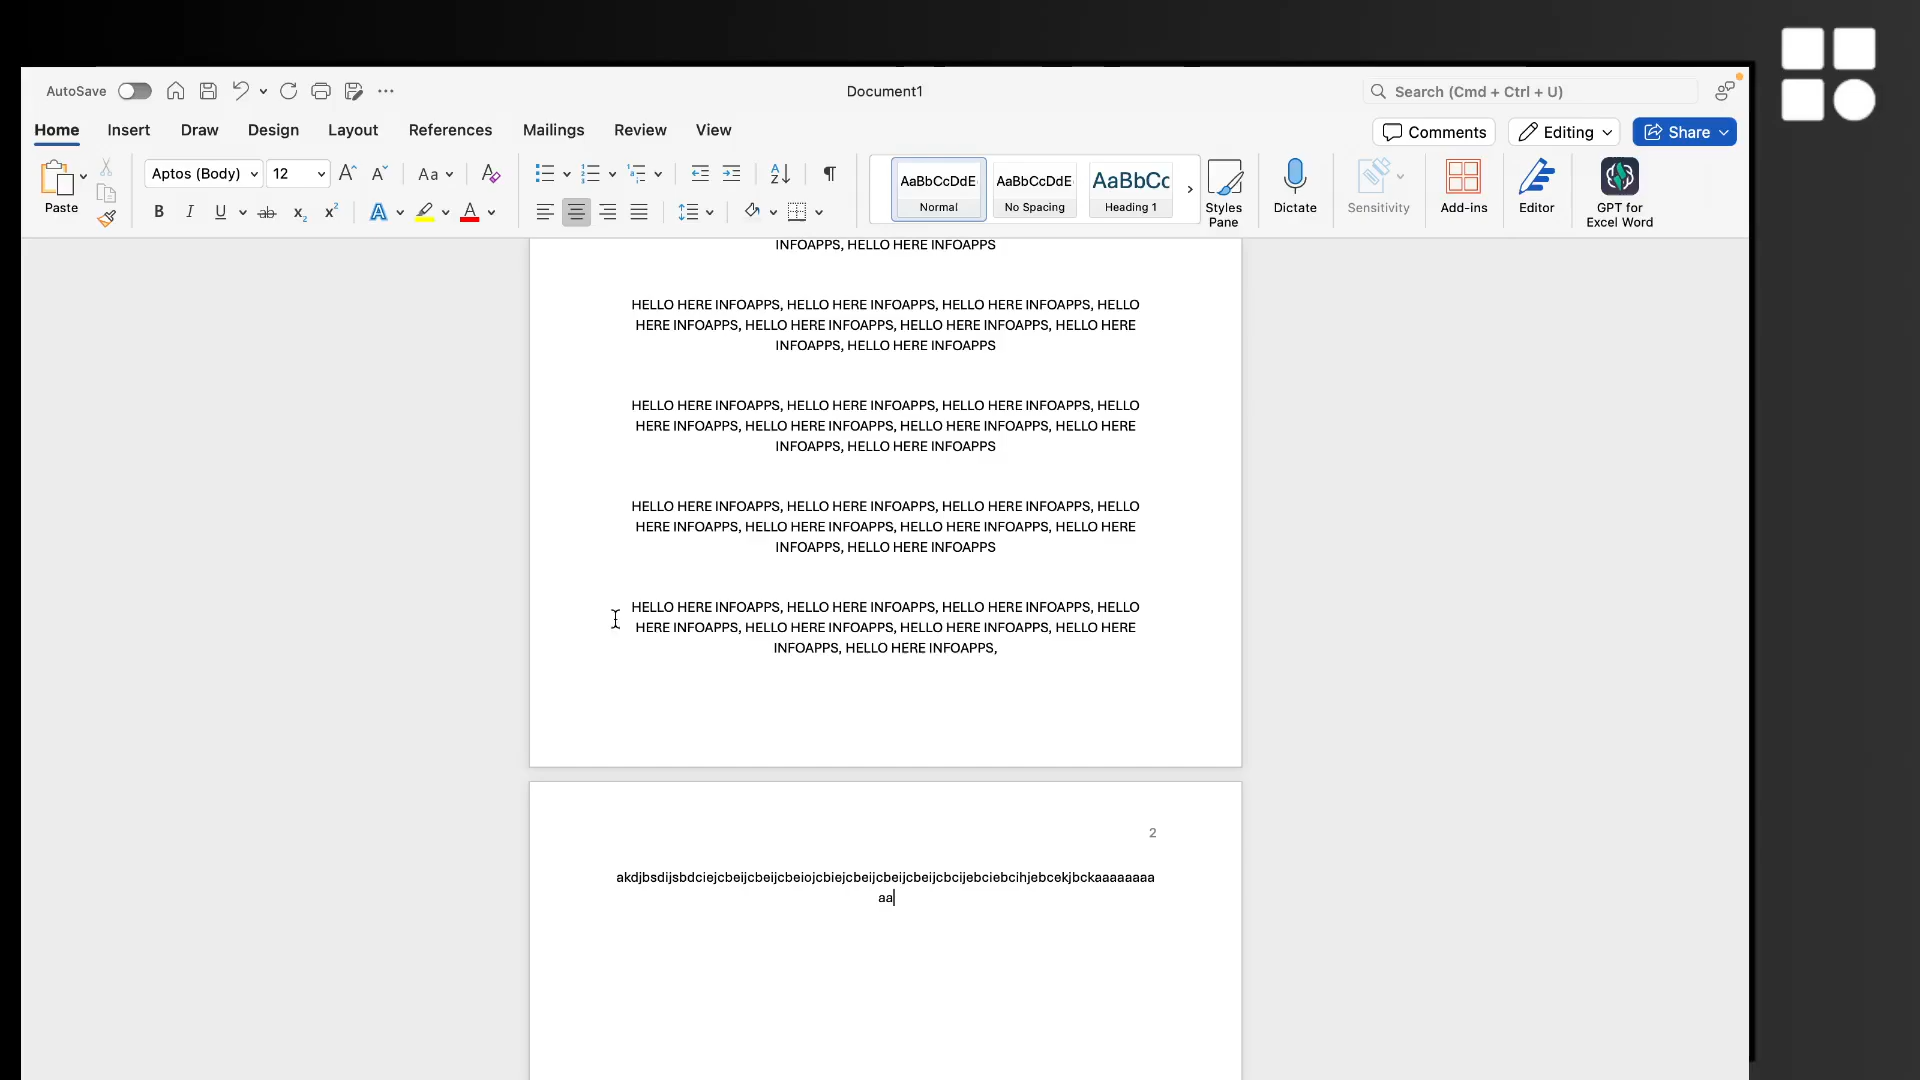 AutoSave
Document1
Search (Cmd + Ctrl + U)
Home Insert Draw Design Layout References Mailings Review View
Comments Editing Share
Paste
Aptos (Body) 12
Aa
AaBbCcDdE AaBbCcDdE AaBbCc
Normal No Spacing Heading 1
Styles Pane
Dictate
Sensitivity
Add-ins
Editor
GPT for Excel Word
INFOAPPS, HELLO HERE INFOAPPS
HELLO HERE INFOAPPS, HELLO HERE INFOAPPS, HELLO HERE INFOAPPS, HELLO
HERE INFOAPPS, HELLO HERE INFOAPPS, HELLO HERE INFOAPPS, HELLO HERE
INFOAPPS, HELLO HERE INFOAPPS
HELLO HERE INFOAPPS, HELLO HERE INFOAPPS, HELLO HERE INFOAPPS, HELLO
HERE INFOAPPS, HELLO HERE INFOAPPS, HELLO HERE INFOAPPS, HELLO HERE
INFOAPPS, HELLO HERE INFOAPPS
HELLO HERE INFOAPPS, HELLO HERE INFOAPPS, HELLO HERE INFOAPPS, HELLO
HERE INFOAPPS, HELLO HERE INFOAPPS, HELLO HERE INFOAPPS, HELLO HERE
INFOAPPS, HELLO HERE INFOAPPS
HELLO HERE INFOAPPS, HELLO HERE INFOAPPS, HELLO HERE INFOAPPS, HELLO
HERE INFOAPPS, HELLO HERE INFOAPPS, HELLO HERE INFOAPPS, HELLO HERE
INFOAPPS, HELLO HERE INFOAPPS,
2
akdjbsdijsbdciejcbeijcbeijcbeiojcbiejcbeijcbeijcbeijcbcijebciebcihjebcekjbckaaaaaaaa
aa